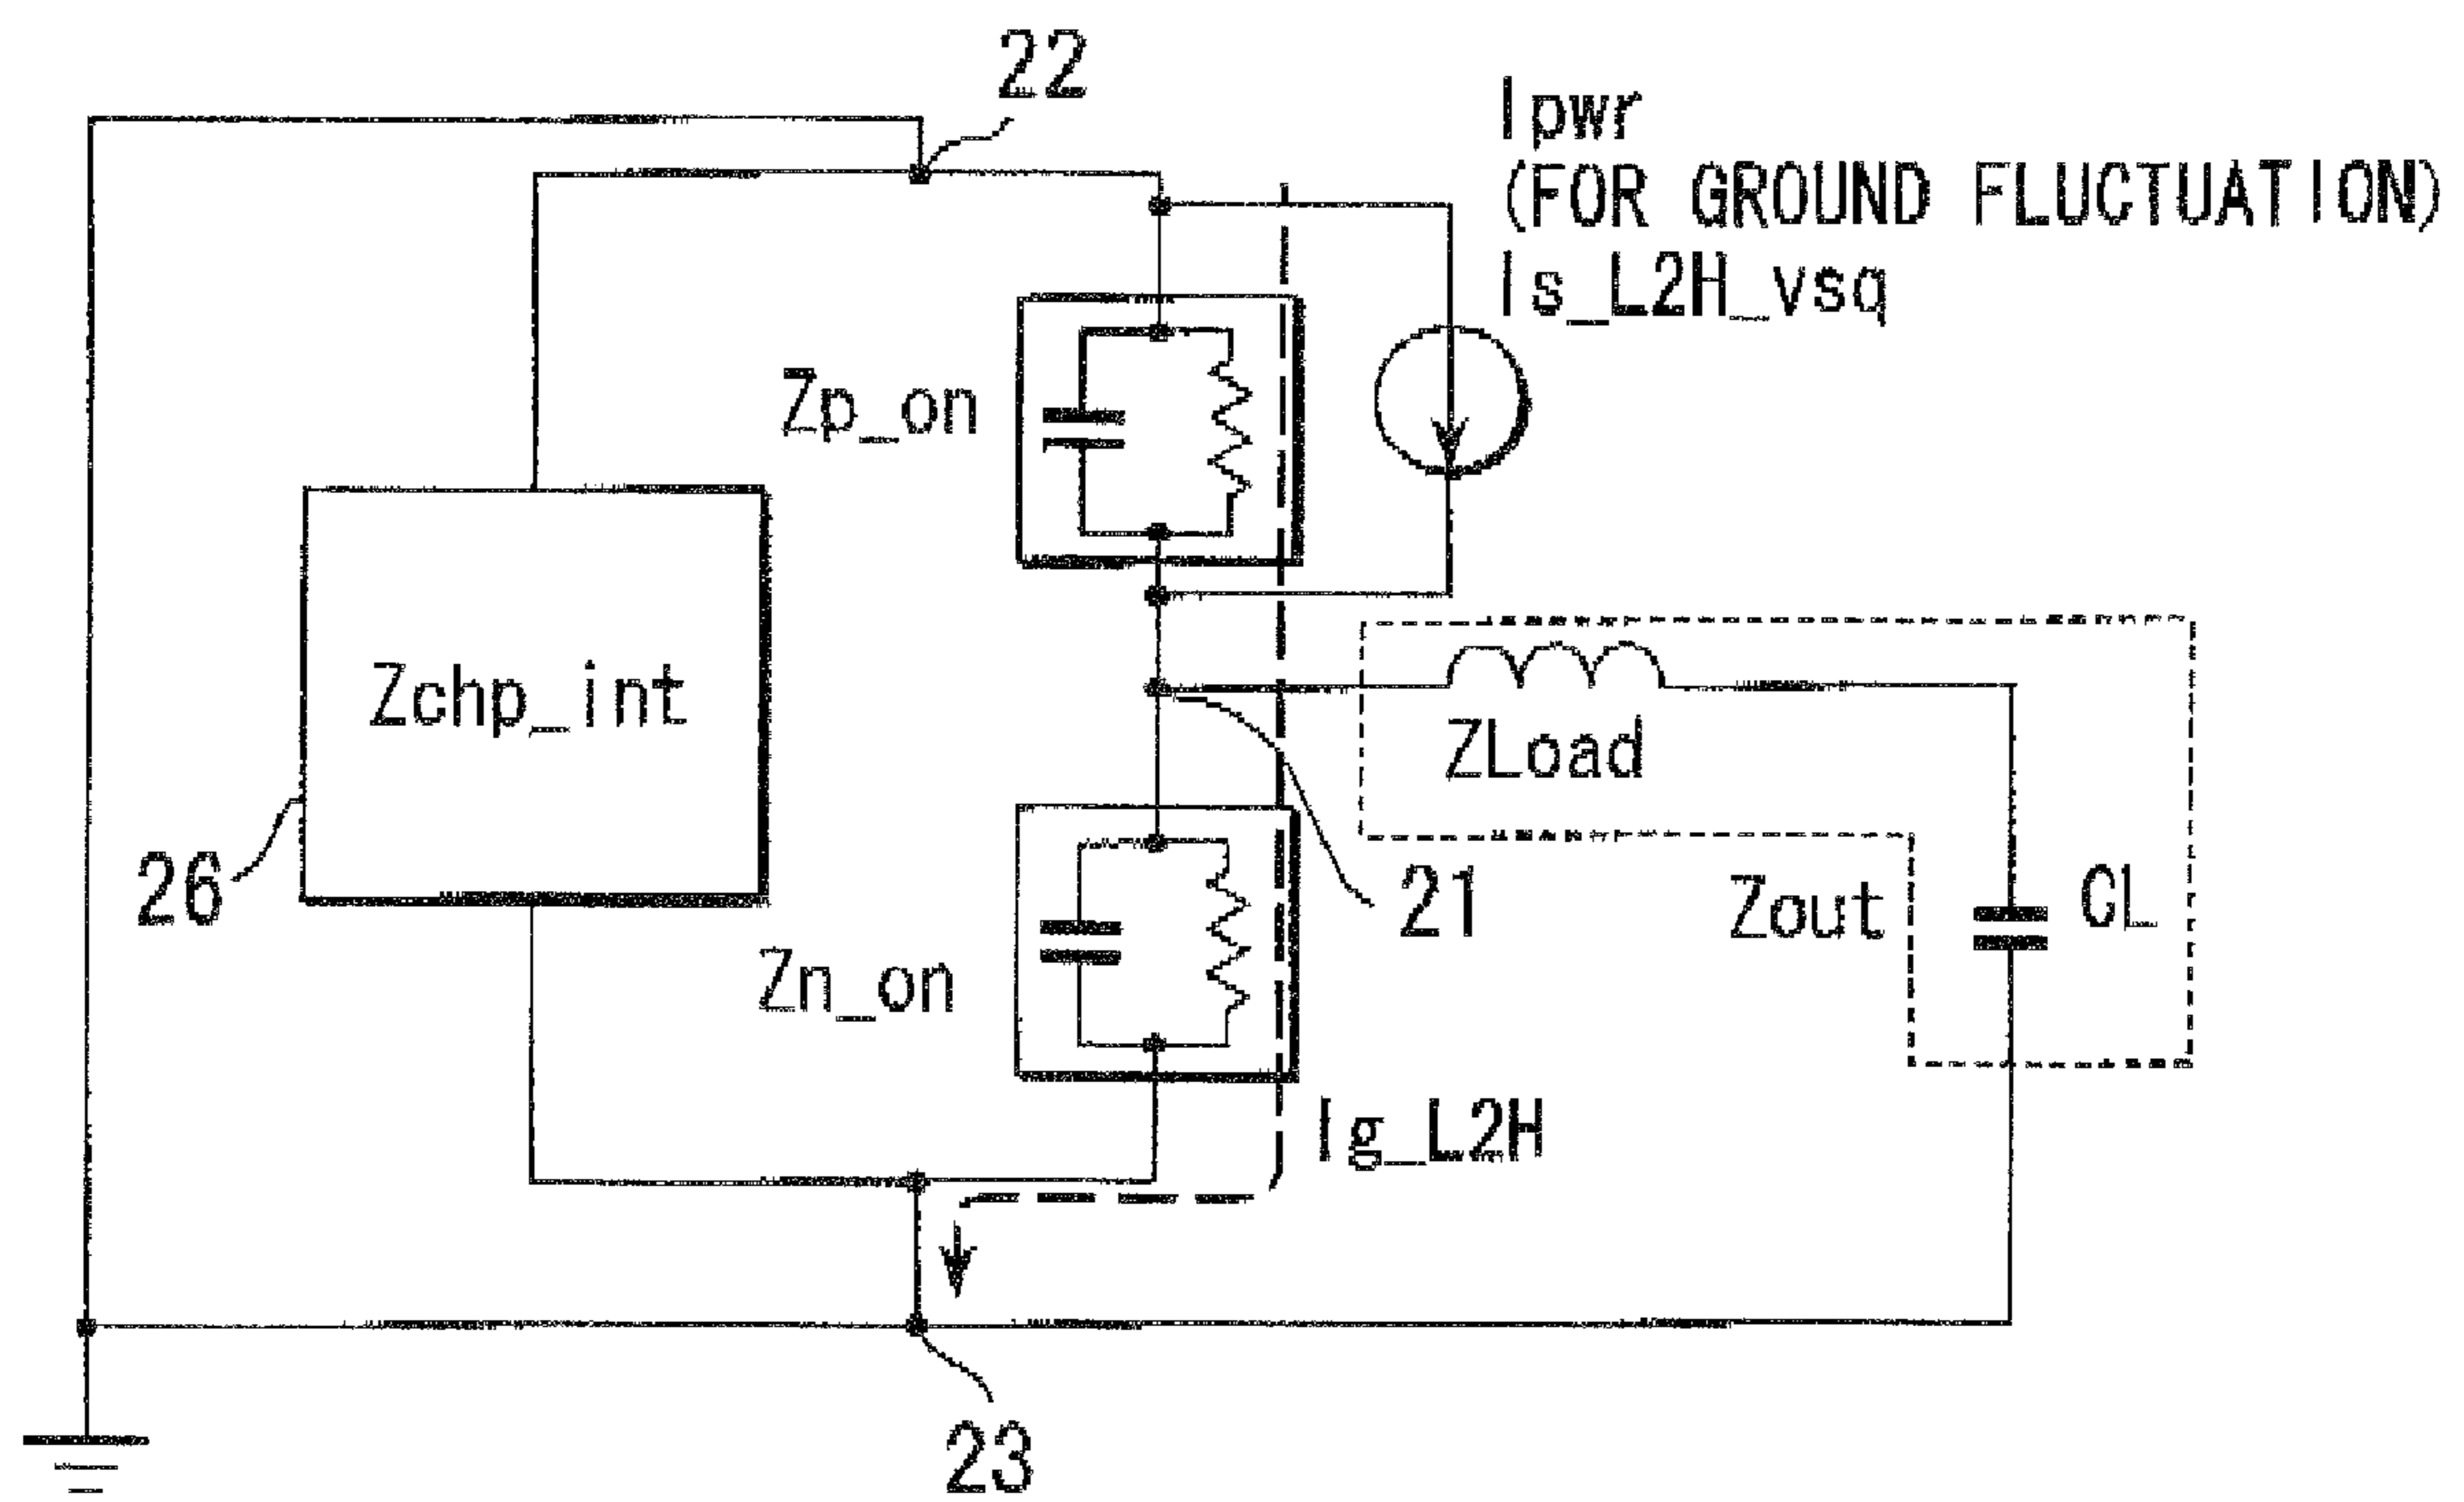 22
Ipwr
(FOR GROUND FLUCTUATION)
Is_L2H_vsq
Zp_on
Zchp_int
ZLoad
26
21
Zout
CL
Zn_on
Ig_L2H
23